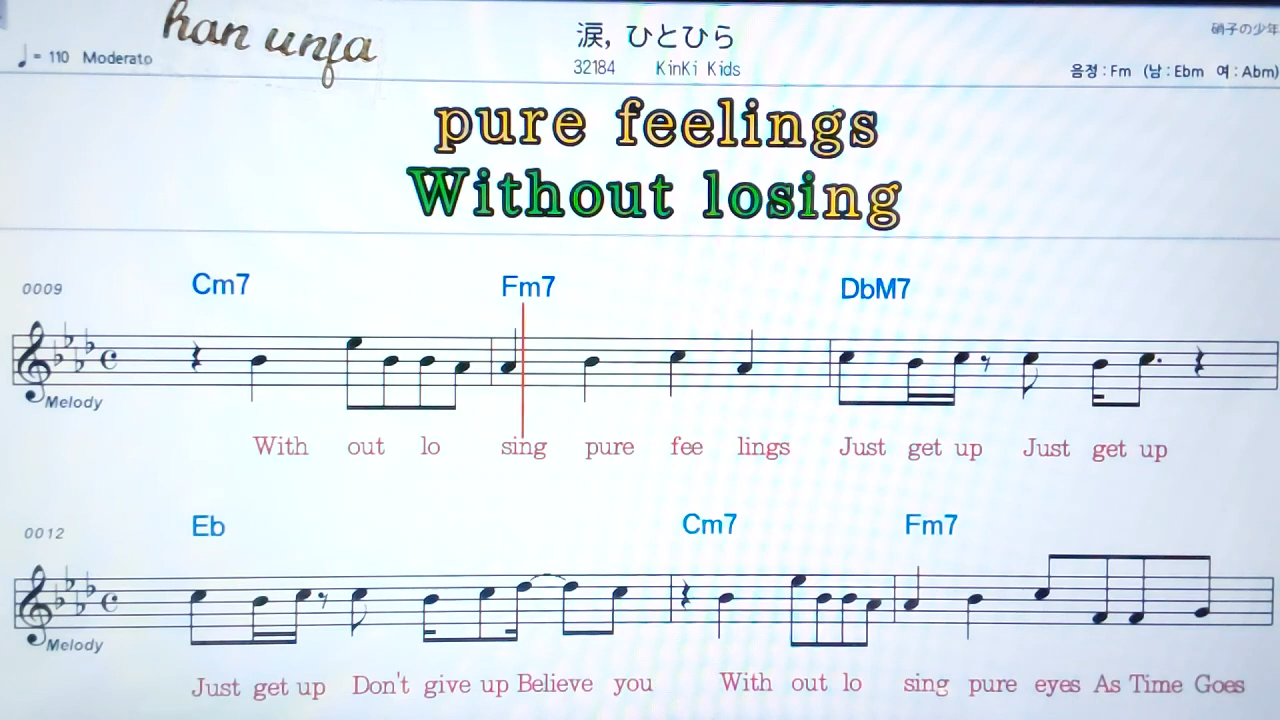 han unfa
涙, ひとひら
硝子の少年
♩= 110 Moderato
32184 KinKi Kids
음정 : Fm (남 : Ebm 여 : Abm)
pure feelings
Without losing
0009 Cm7 Fm7 DbM7
Melody
With out lo sing pure fee lings Just get up Just get up
0012 Eb Cm7 Fm7
Melody
Just get up Don't give up Believe you With out lo sing pure eyes As Time Goes